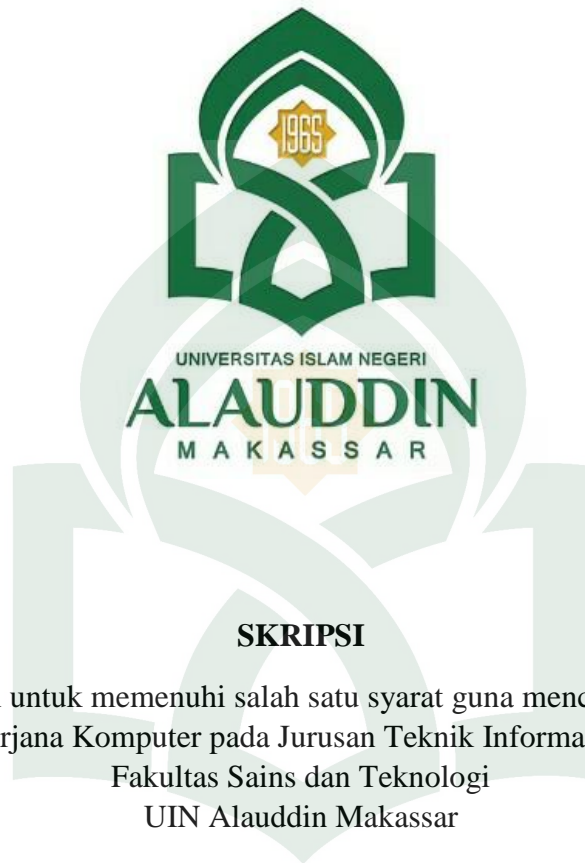 1965
UNIVERSITAS ISLAM NEGERI
ALAUDDIN
MAKASSAR
SKRIPSI
untuk memenuhi salah satu syarat guna
Komputer pada Jurusan Teknik
Fakultas Sains dan Teknologi
UIN Alauddin Makassar